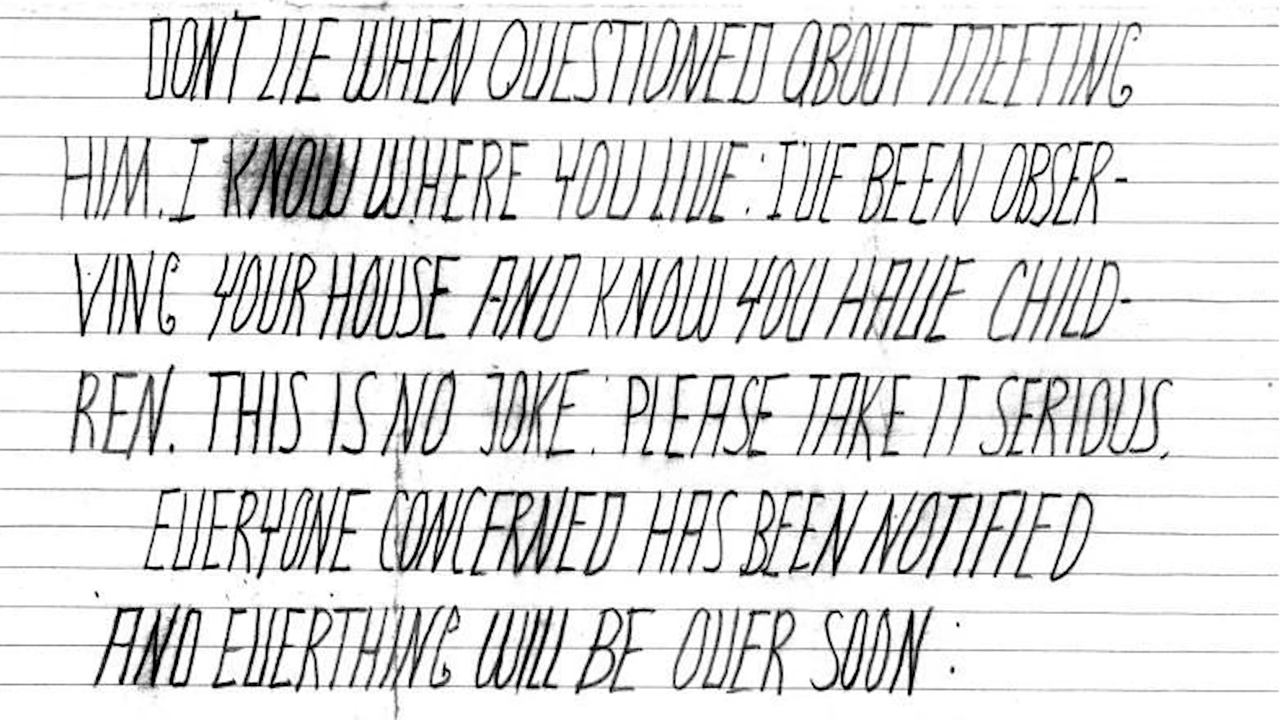 DON'T LIE WHEN QUESTIONED ABOUT MEETING
HIM. I KNOW WHERE YOU LIVE: I'VE BEEN OBSER-
VING YOUR HOUSE AND KNOW YOU HAVE CHILD-
REN. THIS IS NO JOKE. PLEASE TAKE IT SERIOUS.
EVERYONE CONCERNED HAS BEEN NOTIFIED
AND EVERTHING WILL BE OVER SOON: